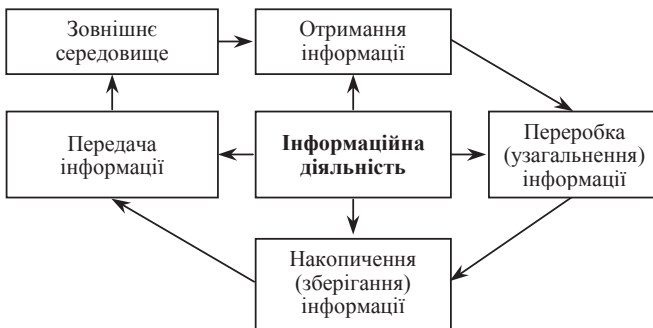 Зовнішнє
середовище
Отримання
інформації
Передача
інформації
Інформаційна
діяльність
Переробка
(узагальнення)
інформації
Накопичення
(зберігання)
інформації